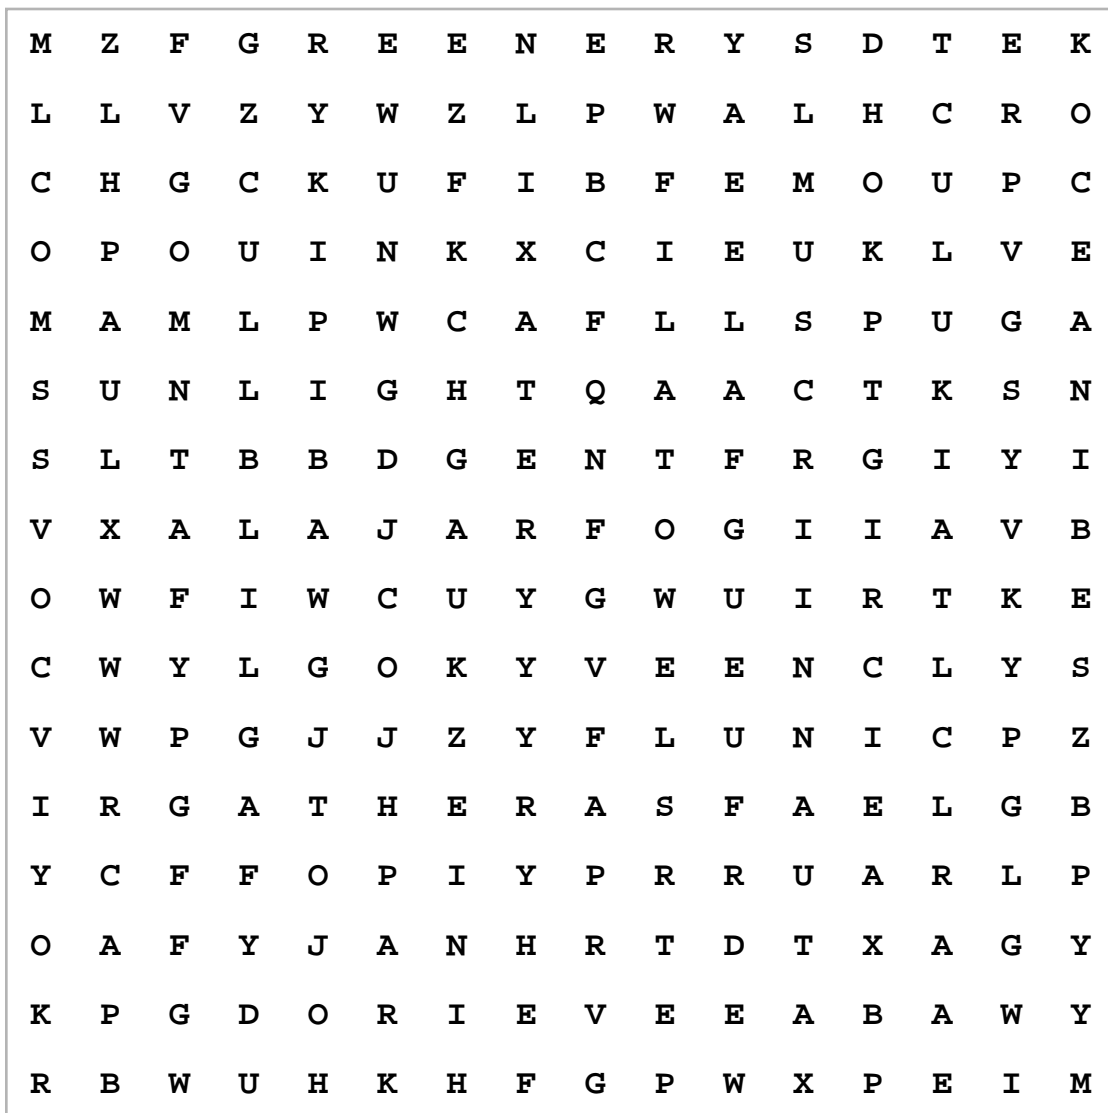 M Z F G R E E N E R Y S D T E K
L L V Z Y W Z L P W A L H C R O
C H G C K U F I B F E M O U P C
O P O U I N K X C I E U K L V E
M A M L P W C A F L L S P U G A
S U N L I G H T Q A A C T K S N
S L T B B D G E N T F R G I Y I
V X A L A J A R F O G I I A V B
O W F I W C U Y G W U I R T K E
C W Y L G O K Y V E E N C L Y S
V W P G J J Z Y F L U N I C P Z
I R G A T H E R A S F A E L G B
Y C F F O P I Y P R R U A R L P
O A F Y J A N H R T D T X A G Y
K P G D O R I E V E E A B A W Y
R B W U H K H F G P W X P E I M